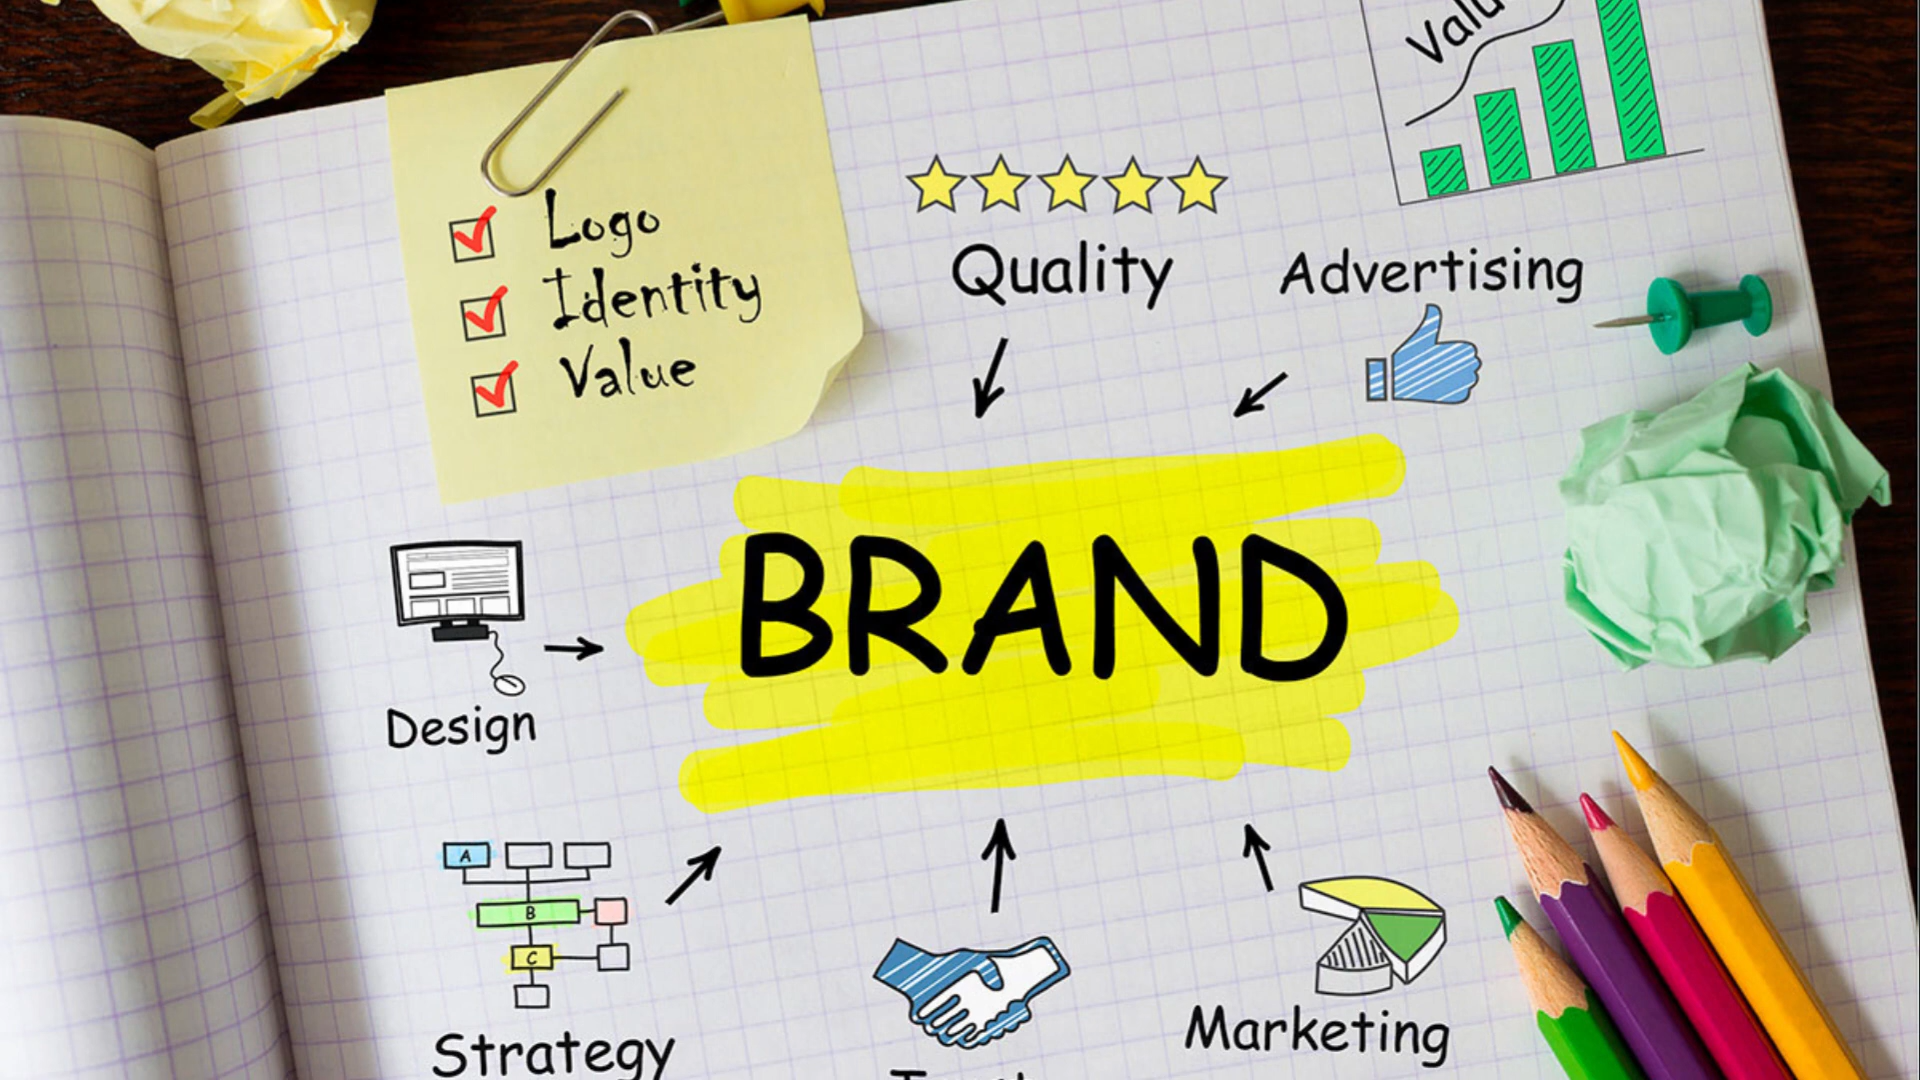 Valu
Logo
Identity
Value
Quality
Advertising
BRAND
Design
A
B
C
Strategy
Marketing